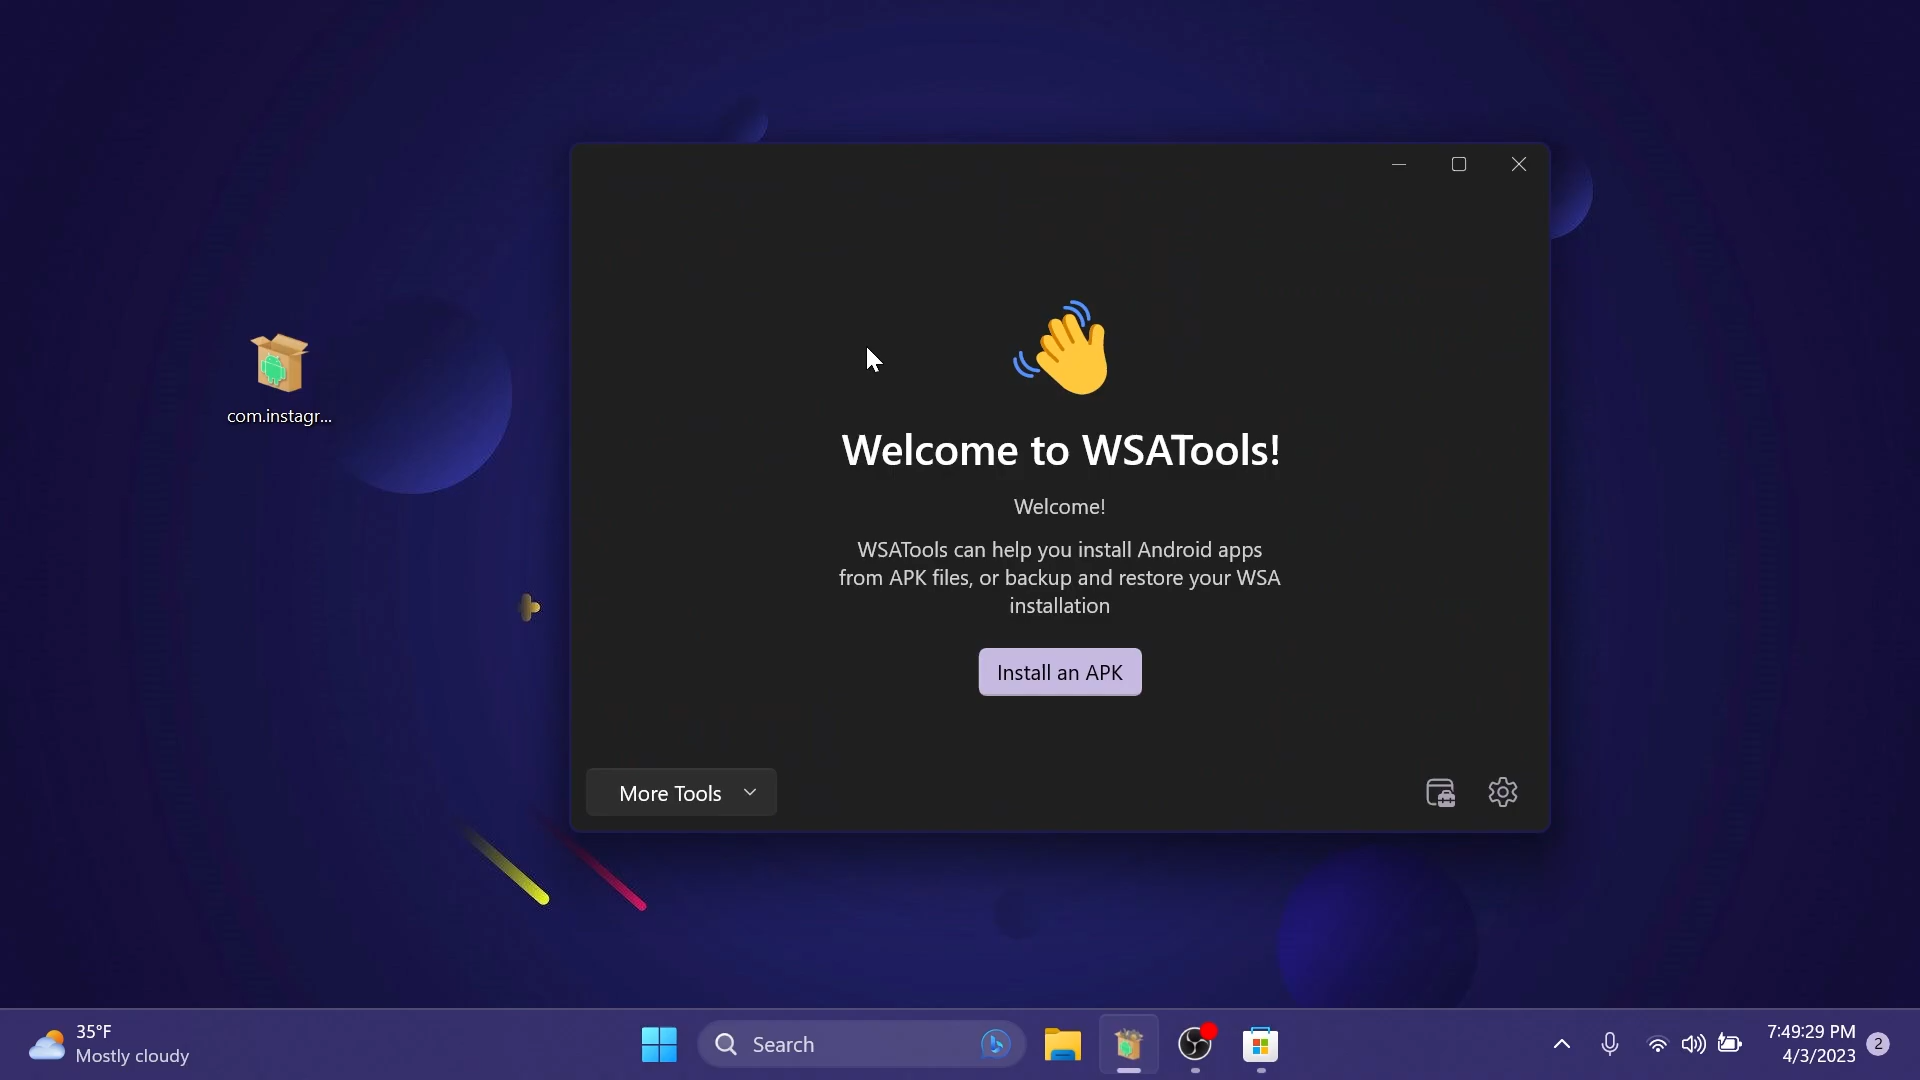 com.instagr...
Welcome to WSATools!
Welcome!
WSATools can help you install Android apps
from APK files, or backup and restore your WSA
installation
Install an APK
More Tools
35°F
Mostly cloudy
Search
7:49:29 PM
4/3/2023
2